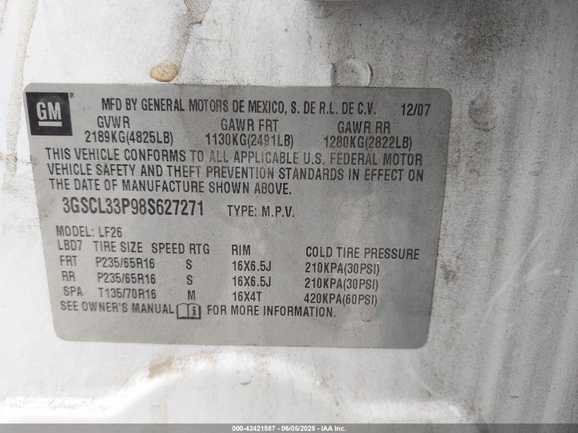 GM
MFD BY GENERAL MOTORS DE MEXICO, S. DE R.L. DE C.V. 12/07
GVWR GAWR FRT GAWR RR
2189KG(4825LB) 1130KG(2491LB) 1280KG(2822LB)
THIS VEHICLE CONFORMS TO ALL APPLICABLE U.S. FEDERAL MOTOR
VEHICLE SAFETY AND THEFT PREVENTION STANDARDS IN EFFECT ON
THE DATE OF MANUFACTURE SHOWN ABOVE.
3GSCL33P98S627271 TYPE: M.P.V.
MODEL: LF26
LBD7 TIRE SIZE SPEED RTG RIM COLD TIRE PRESSURE
FRT P235/65R16 S 16X6.5J 210KPA(30PSI)
RR P235/65R16 S 16X6.5J 210KPA(30PSI)
SPA T135/70R16 M 16X4T 420KPA(60PSI)
SEE OWNER'S MANUAL FOR MORE INFORMATION.
000-42421587 - 06/05/2025 - iaai.com